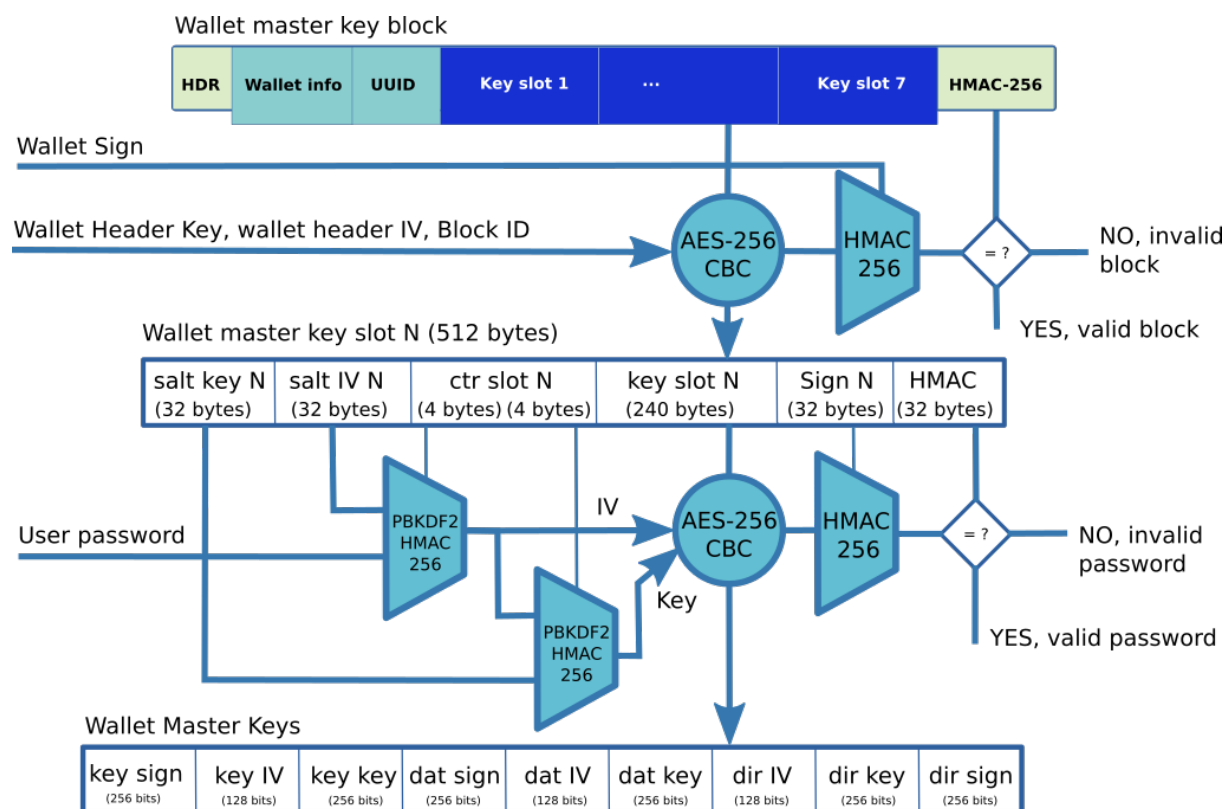 Wallet master key block
HDR
Wallet info
UUID
Key slot 1
...
Key slot 7
HMAC-256
Wallet Sign
Wallet Header Key, wallet header IV, Block ID
AES-256
CBC
HMAC
256
= ?
NO, invalid
block
YES, valid block
Wallet master key slot N (512 bytes)
salt key N
(32 bytes)
salt IV N
(32 bytes)
ctr slot N
(4 bytes) (4 bytes)
key slot N
(240 bytes)
Sign N
(32 bytes)
HMAC
(32 bytes)
User password
PBKDF2
HMAC
256
IV
AES-256
CBC
HMAC
256
= ?
NO, invalid
password
Key
PBKDF2
HMAC
256
YES, valid password
Wallet Master Keys
key sign
(256 bits)
key IV
(128 bits)
key key
(256 bits)
dat sign
(256 bits)
dat IV
(128 bits)
dat key
(256 bits)
dir IV
(128 bits)
dir key
(256 bits)
dir sign
(256 bits)